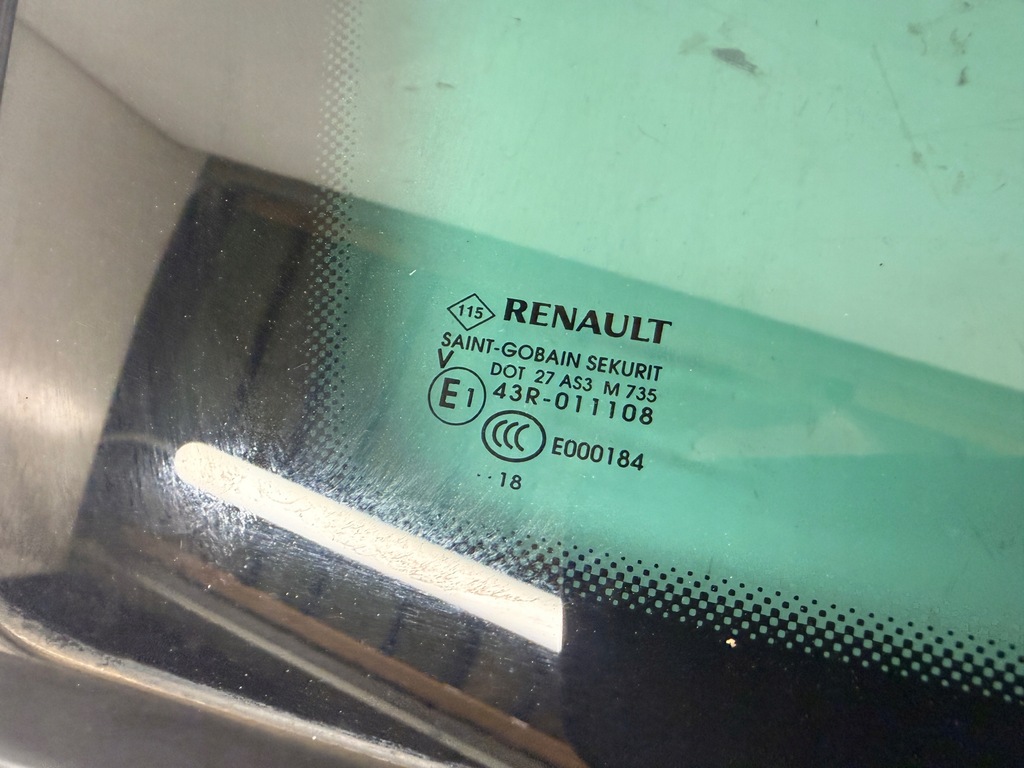 115 RENAULT
SAINT-GOBAIN SEKURIT
V DOT 27 AS3 M 735
E1 43R-011108
CCC E000184
·· 18